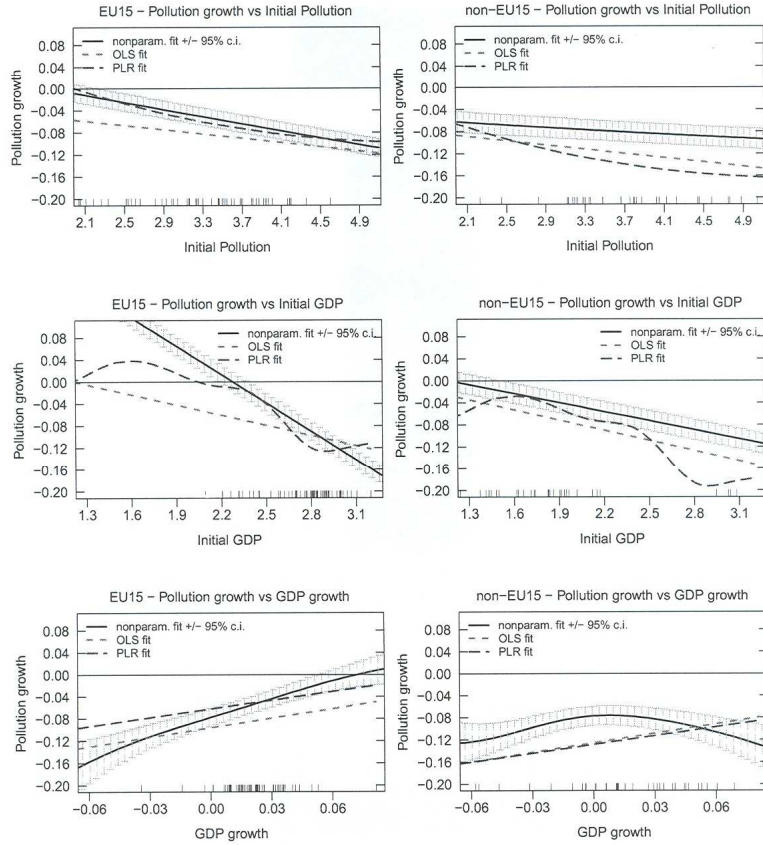 EU15 – Pollution growth vs Initial Pollution
Pollution growth
0.08
0.04
0.00
−0.04
−0.08
−0.12
−0.16
−0.20
nonparam. fit +/− 95% c.i.
OLS fit
PLR fit
2.1 2.5 2.9 3.3 3.7 4.1 4.5 4.9
Initial Pollution
non−EU15 – Pollution growth vs Initial Pollution
Pollution growth
0.08
0.04
0.00
−0.04
−0.08
−0.12
−0.16
−0.20
nonparam. fit +/− 95% c.i.
OLS fit
PLR fit
2.1 2.5 2.9 3.3 3.7 4.1 4.5 4.9
Initial Pollution
EU15 – Pollution growth vs Initial GDP
Pollution growth
0.08
0.04
0.00
−0.04
−0.08
−0.12
−0.16
−0.20
nonparam. fit +/− 95% c.i.
OLS fit
PLR fit
1.3 1.6 1.9 2.2 2.5 2.8 3.1
Initial GDP
non−EU15 – Pollution growth vs Initial GDP
Pollution growth
0.08
0.04
0.00
−0.04
−0.08
−0.12
−0.16
−0.20
nonparam. fit +/− 95% c.i.
OLS fit
PLR fit
1.3 1.6 1.9 2.2 2.5 2.8 3.1
Initial GDP
EU15 – Pollution growth vs GDP growth
Pollution growth
0.08
0.04
0.00
−0.04
−0.08
−0.12
−0.16
−0.20
nonparam. fit +/− 95% c.i.
OLS fit
PLR fit
−0.06 −0.03 0.00 0.03 0.06
GDP growth
non−EU15 – Pollution growth vs GDP growth
Pollution growth
0.08
0.04
0.00
−0.04
−0.08
−0.12
−0.16
−0.20
nonparam. fit +/− 95% c.i.
OLS fit
PLR fit
−0.06 −0.03 0.00 0.03 0.06
GDP growth